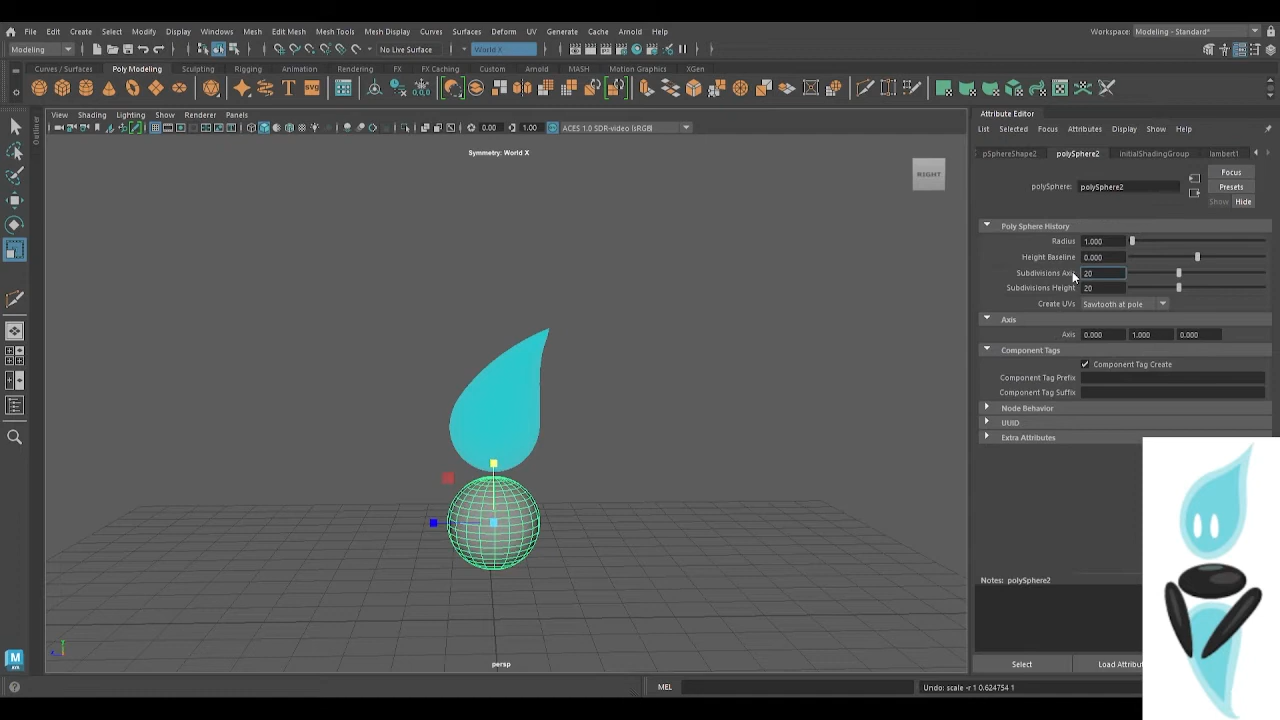 File Edit Create Select Modify Display Windows Mesh Edit Mesh Mesh Tools Mesh Display Curves Surfaces Deform UV Generate Cache Arnold Help
Workspace: Modeling - Standard*
Modeling
No Live Surface
World X
Curves / Surfaces Poly Modeling Sculpting Rigging Animation Rendering FX FX Caching Custom Arnold MASH Motion Graphics XGen
SVG
Outliner
View Shading Lighting Show Renderer Panels
0.00 1.00 ACES 1.0 SDR-video (sRGB)
Symmetry: World X
RIGHT
persp
Attribute Editor
List Selected Focus Attributes Display Show Help
pSphereShape2 polySphere2 initialShadingGroup lambert1
polySphere: polySphere2
Focus
Presets
Show Hide
Poly Sphere History
Radius 1.000
Height Baseline 0.000
Subdivisions Axis 20
Subdivisions Height 20
Create UVs Sawtooth at pole
Axis
Axis 0.000 1.000 0.000
Component Tags
Component Tag Create
Component Tag Prefix
Component Tag Suffix
Node Behavior
UUID
Extra Attributes
Notes: polySphere2
Select Load Attribut
MEL
Undo: scale -r 1 0.624754 1